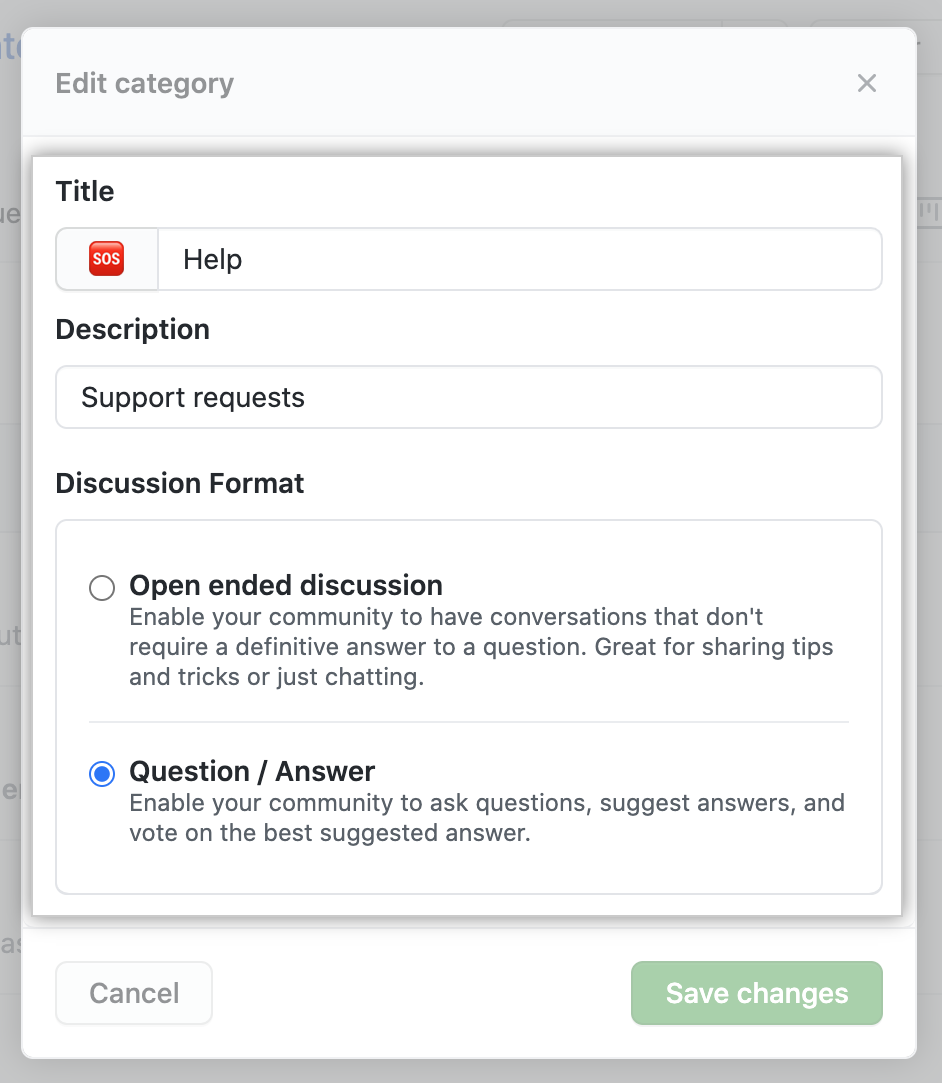 Edit category
Title
SOS
Help
Description
Support requests
Discussion Format
Open ended discussion
Enable your community to have conversations that don't
require a definitive answer to a question. Great for sharing tips
and tricks or just chatting.
Question / Answer
Enable your community to ask questions, suggest answers, and
vote on the best suggested answer.
Cancel
Save changes